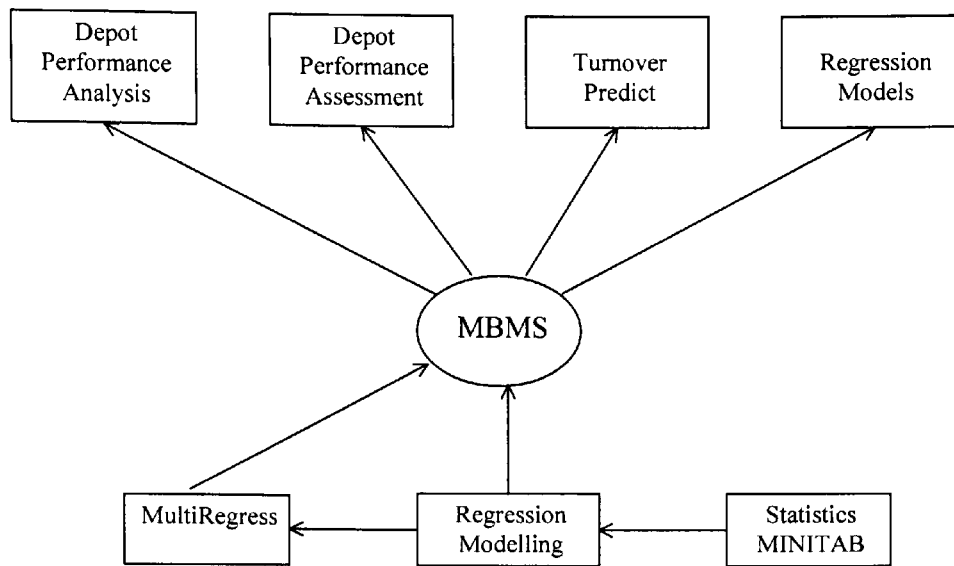 Depot
Performance
Analysis
Depot
Performance
Assessment
Turnover
Predict
Regression
Models
MBMS
MultiRegress
Regression
Modelling
Statistics
MINITAB